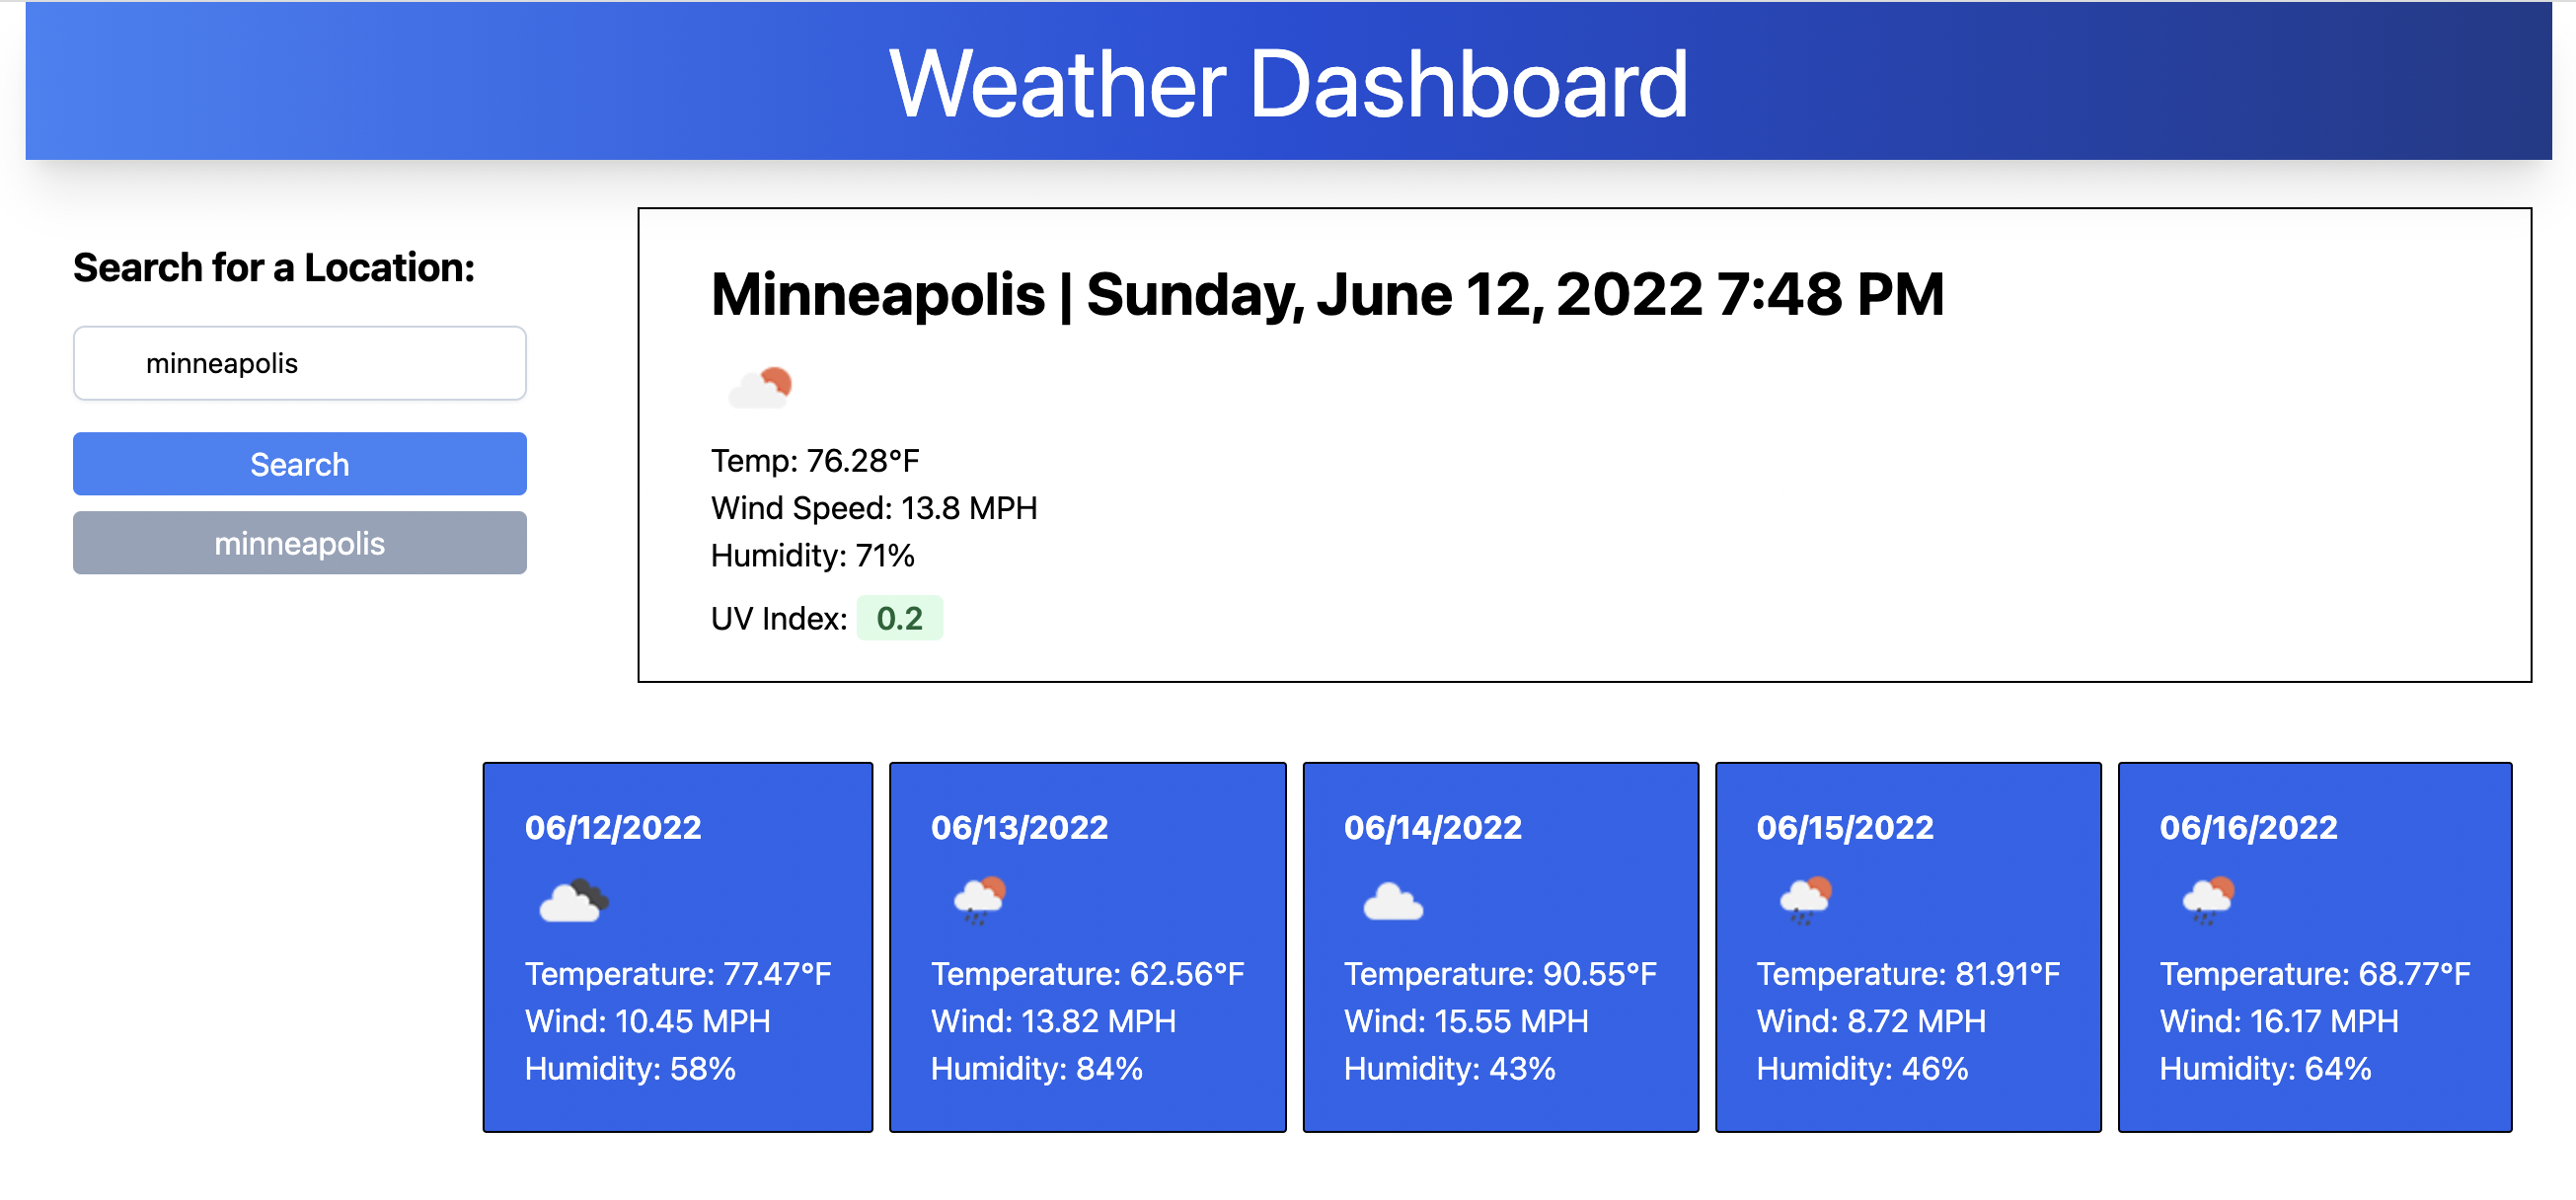 Weather Dashboard
Search for a Location:
minneapolis
Search
minneapolis
Minneapolis | Sunday, June 12, 2022 7:48 PM
Temp: 76.28°F
Wind Speed: 13.8 MPH
Humidity: 71%
UV Index: 0.2
06/12/2022
Temperature: 77.47°F
Wind: 10.45 MPH
Humidity: 58%
06/13/2022
Temperature: 62.56°F
Wind: 13.82 MPH
Humidity: 84%
06/14/2022
Temperature: 90.55°F
Wind: 15.55 MPH
Humidity: 43%
06/15/2022
Temperature: 81.91°F
Wind: 8.72 MPH
Humidity: 46%
06/16/2022
Temperature: 68.77°F
Wind: 16.17 MPH
Humidity: 64%